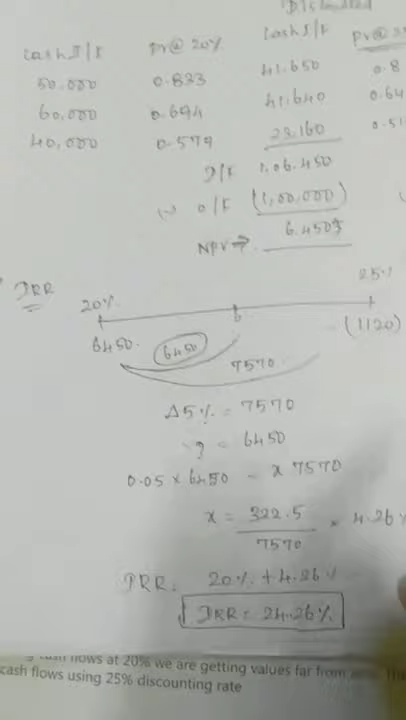 Discounted
Cash I/F Pv@ 20% Cash I/F Pv@
50,000 0.833 41.650 0.8
60,000 0.694 41.640 0.64
40,000 0.579 23.160 0.51
I/F 1,06.450
(-) O/F (1,00,000)
NPV → 6.450
IRR
20% 25%
6450 (1120)
6450
7570
Δ5% = 7570
? = 6450
0.05 × 6450 = x 7570
x = 322.5 4.26%
7570
IRR: 20% + 4.26%
IRR = 24.26%
flows at 20% we are getting values far from
cash flows using 25% discounting rate